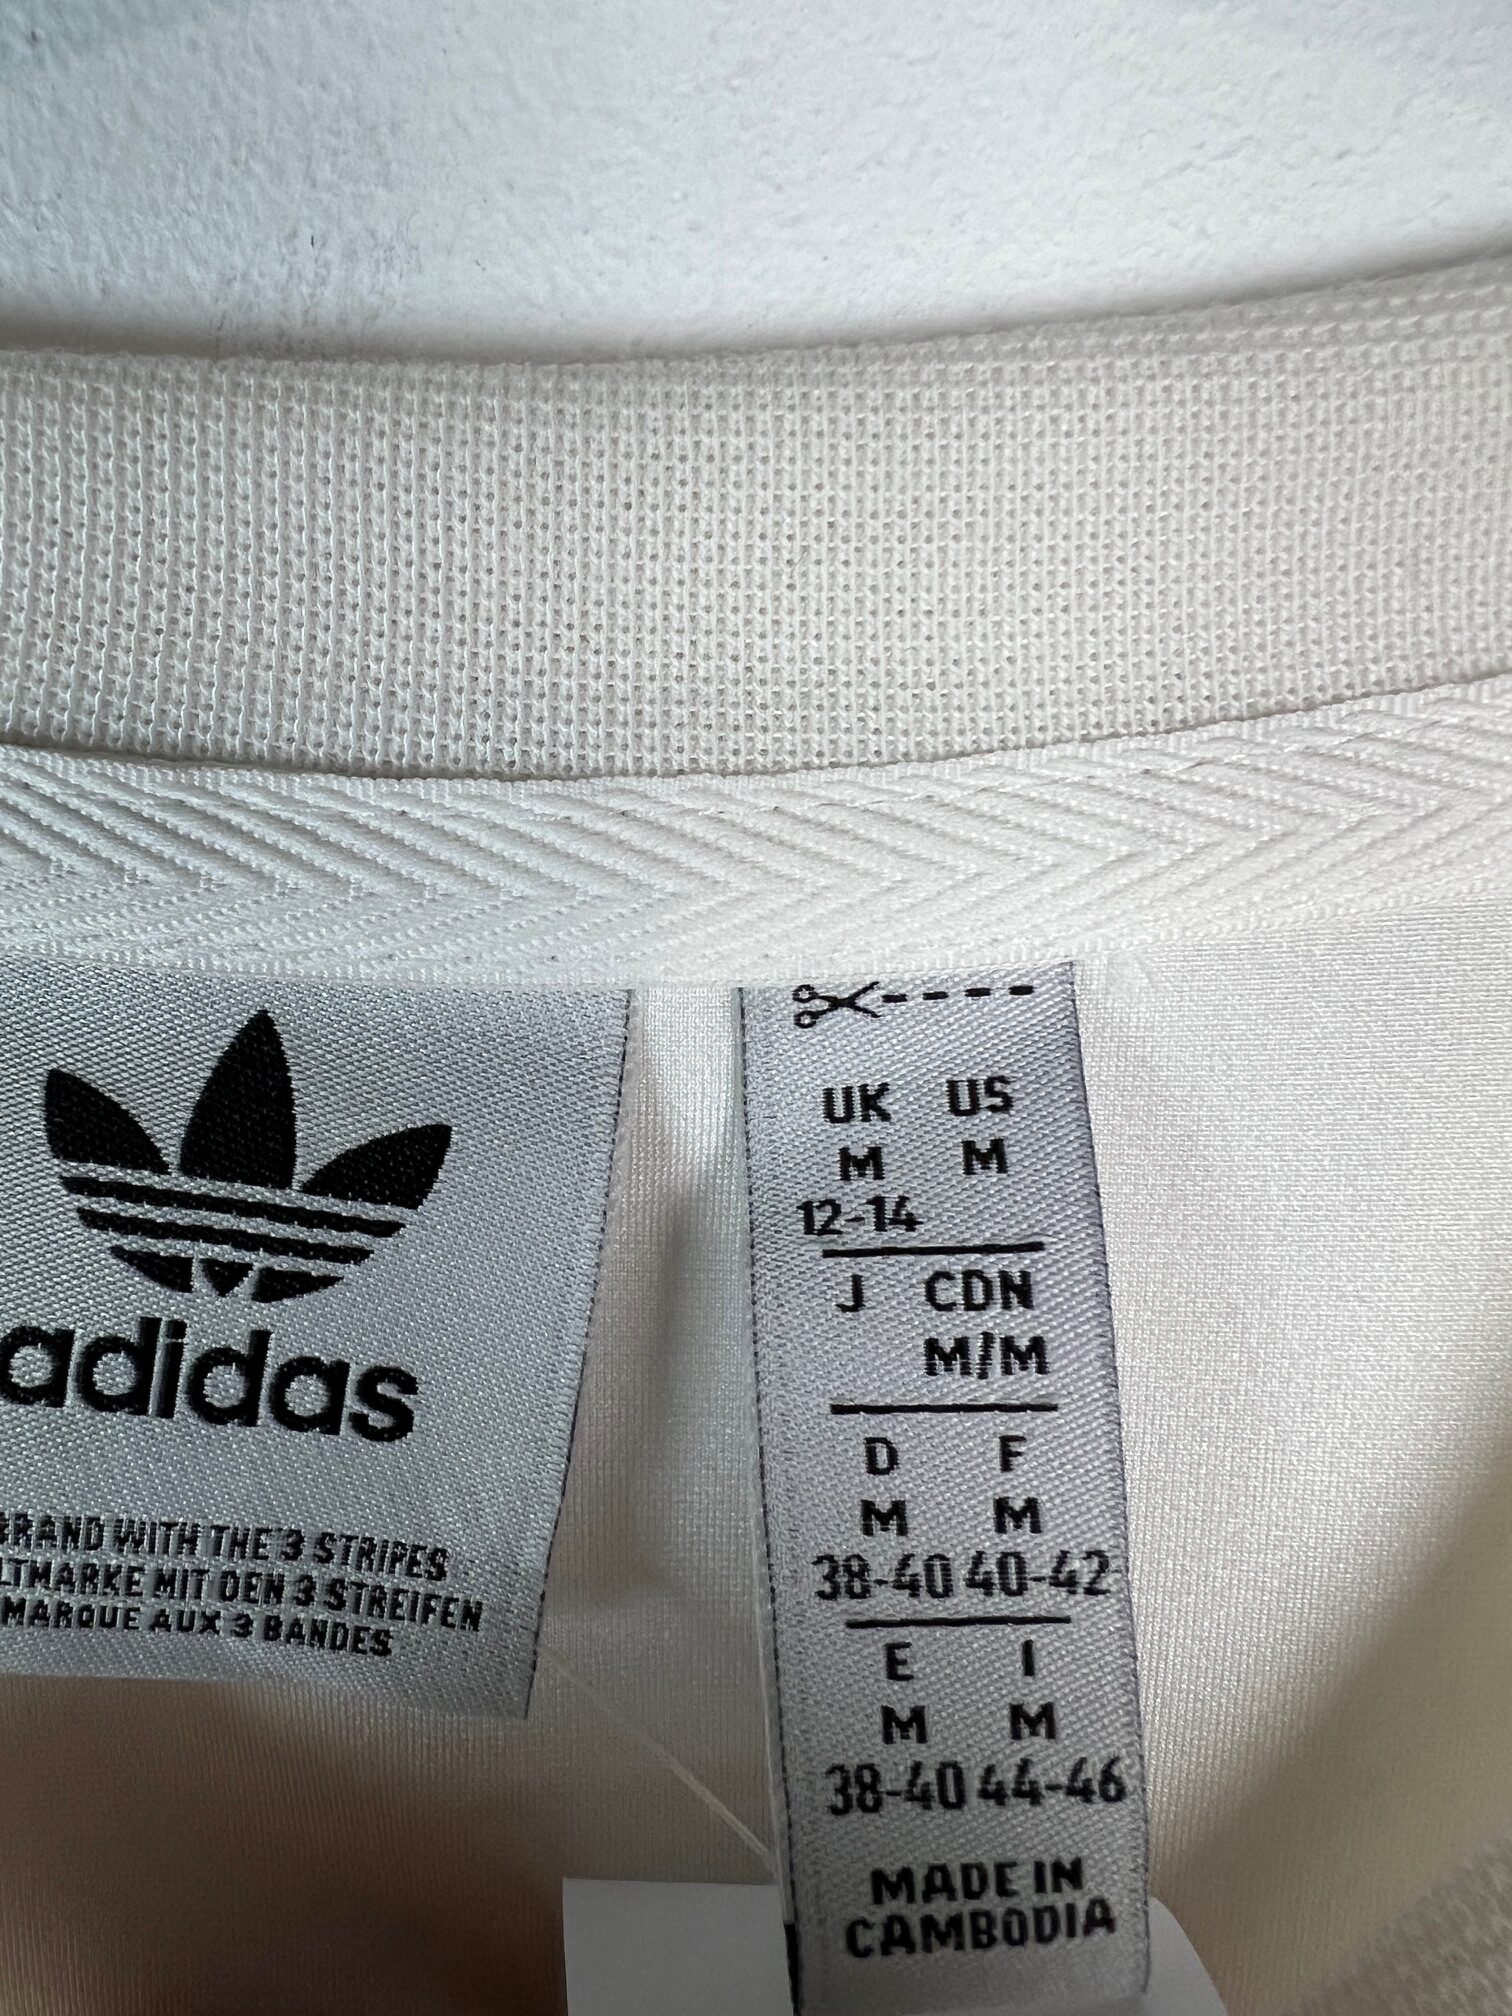 adidas
BRAND WITH THE 3 STRIPES
MARKE MIT DEN 3 STREIFEN
MARQUE AUX 3 BANDES
UK US
M M
12-14
J CDN
M/M
D F
M M
38-40 40-42
E I
M M
38-40 44-46
MADE IN
CAMBODIA